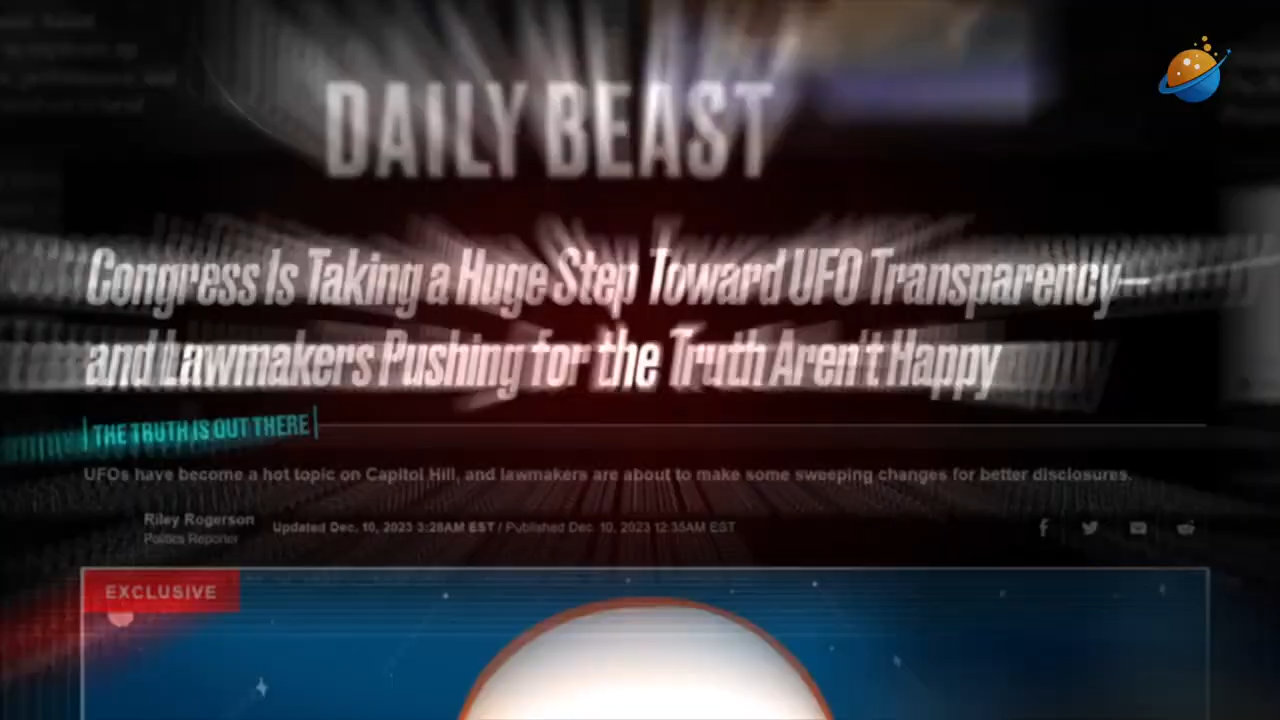 DAILY BEAST
Congress Is Taking a Huge Step Toward UFO Transparency—
and Lawmakers Pushing for the Truth Aren't Happy
THE TRUTH IS OUT THERE
UFOs have become a hot topic on Capitol Hill, and lawmakers are about to make some sweeping changes for better disclosures.
Riley Rogerson
Politics Reporter
Updated Dec. 10, 2023 3:28AM EST / Published Dec. 10, 2023 12:35AM EST
EXCLUSIVE